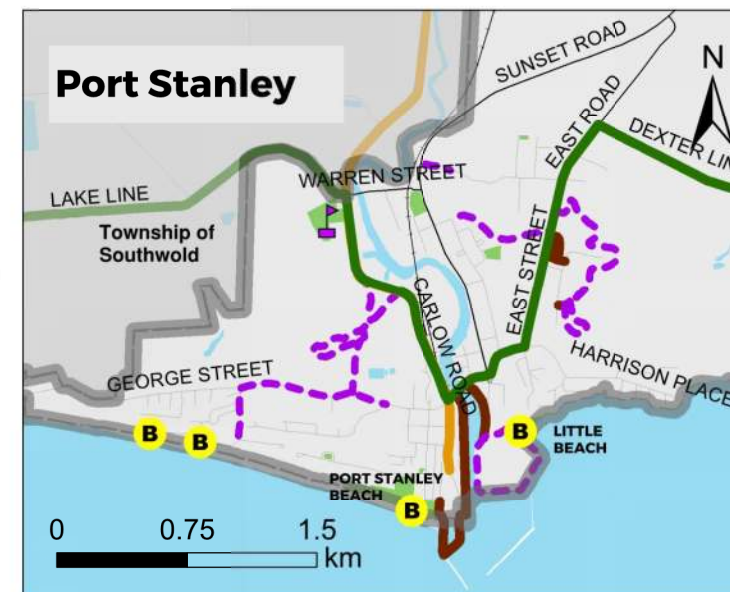 Port Stanley
N
SUNSET ROAD
EAST ROAD
DEXTER LIN
WARREN STREET
LAKE LINE
Township of
Southwold
EAST STREET
CARLOW ROAD
GEORGE STREET
HARRISON PLACE
B
B
B
LITTLE
BEACH
PORT STANLEY
BEACH
B
0 0.75 1.5
km